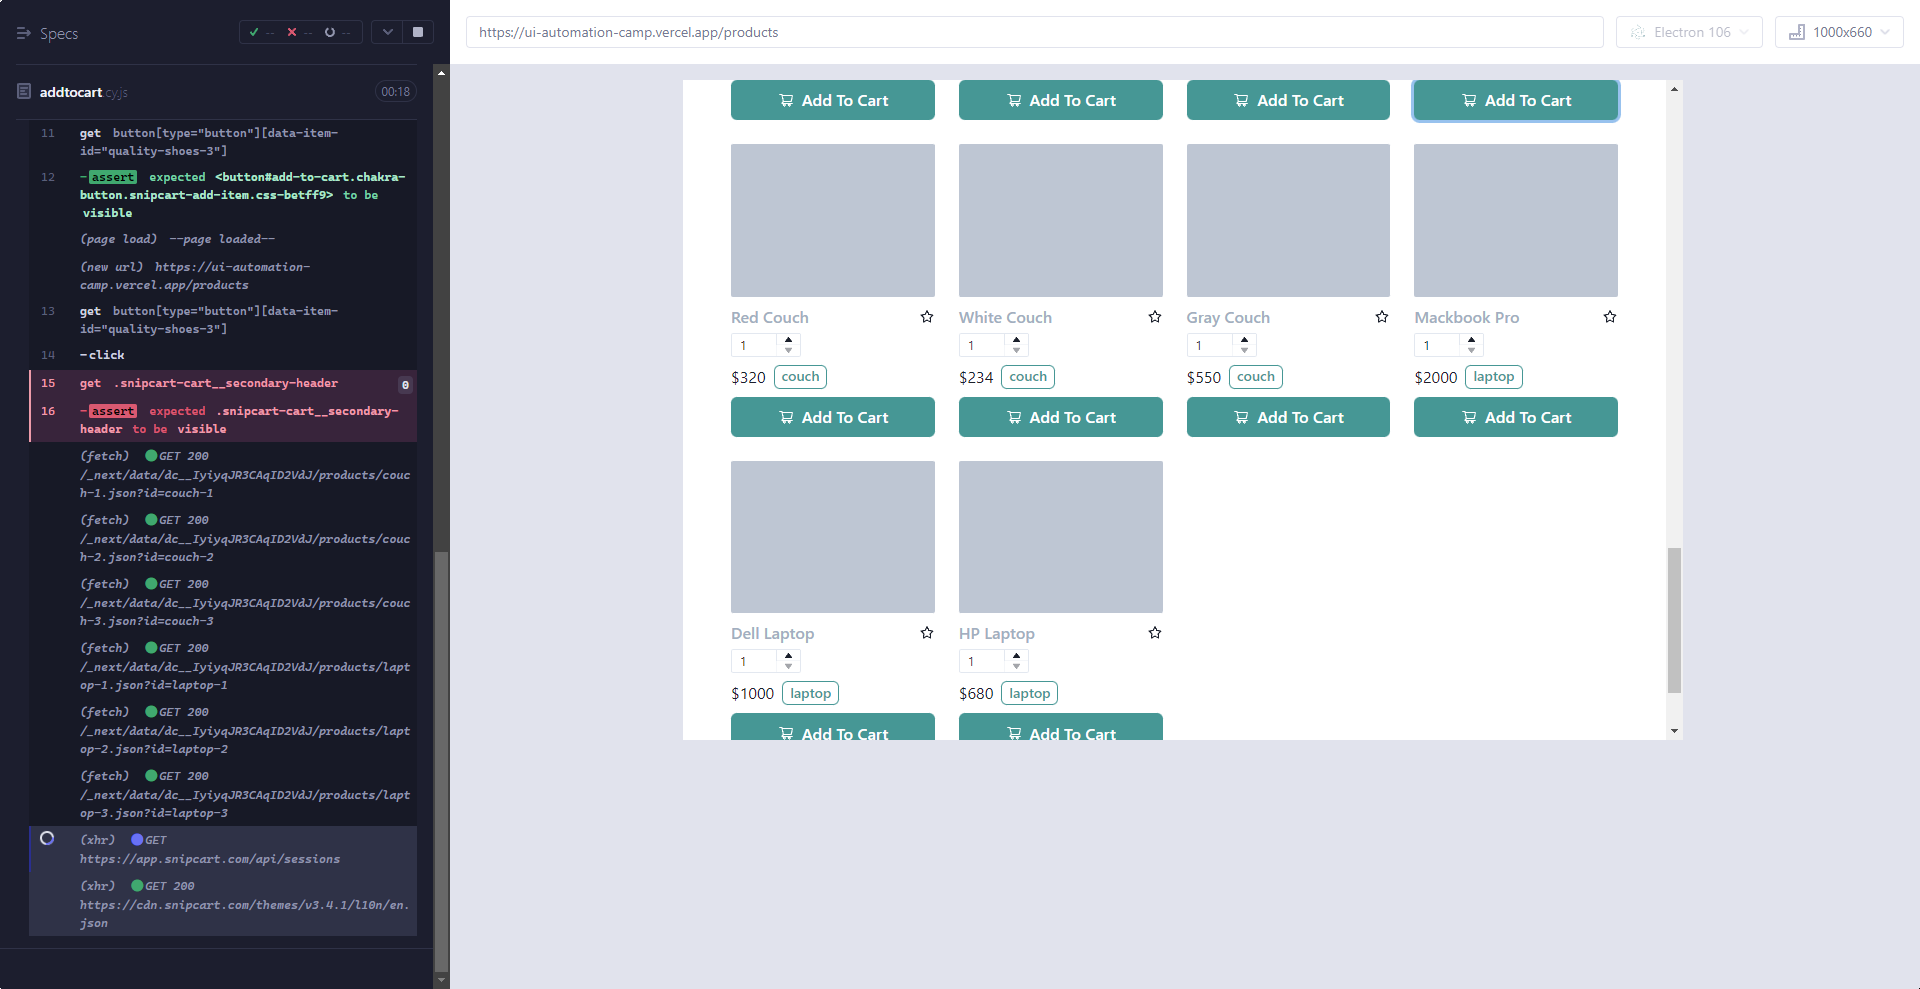 Specs
-- -- --
https://ui-automation-camp.vercel.app/products
Electron 106
1000x660
addtocart.cy.js
00:18
11 get button[type="button"][data-item-
id="quality-shoes-3"]
12 -assert expected <button#add-to-cart.chakra-
button.snipcart-add-item.css-betff9> to be
visible
(page load) --page loaded--
(new url) https://ui-automation-
camp.vercel.app/products
13 get button[type="button"][data-item-
id="quality-shoes-3"]
14 -click
15 get .snipcart-cart__secondary-header 0
16 -assert expected .snipcart-cart__secondary-
header to be visible
(fetch) GET 200
/_next/data/dc__IyiyqJR3CAqID2VdJ/products/couc
h-1.json?id=couch-1
(fetch) GET 200
/_next/data/dc__IyiyqJR3CAqID2VdJ/products/couc
h-2.json?id=couch-2
(fetch) GET 200
/_next/data/dc__IyiyqJR3CAqID2VdJ/products/couc
h-3.json?id=couch-3
(fetch) GET 200
/_next/data/dc__IyiyqJR3CAqID2VdJ/products/lapt
op-1.json?id=laptop-1
(fetch) GET 200
/_next/data/dc__IyiyqJR3CAqID2VdJ/products/lapt
op-2.json?id=laptop-2
(fetch) GET 200
/_next/data/dc__IyiyqJR3CAqID2VdJ/products/lapt
op-3.json?id=laptop-3
(xhr) GET
https://app.snipcart.com/api/sessions
(xhr) GET 200
https://cdn.snipcart.com/themes/v3.4.1/l10n/en.
json
Add To Cart Add To Cart Add To Cart Add To Cart
Red Couch White Couch Gray Couch Mackbook Pro
1 1 1 1
$320 couch $234 couch $550 couch $2000 laptop
Add To Cart Add To Cart Add To Cart Add To Cart
Dell Laptop HP Laptop
1 1
$1000 laptop $680 laptop
Add To Cart Add To Cart